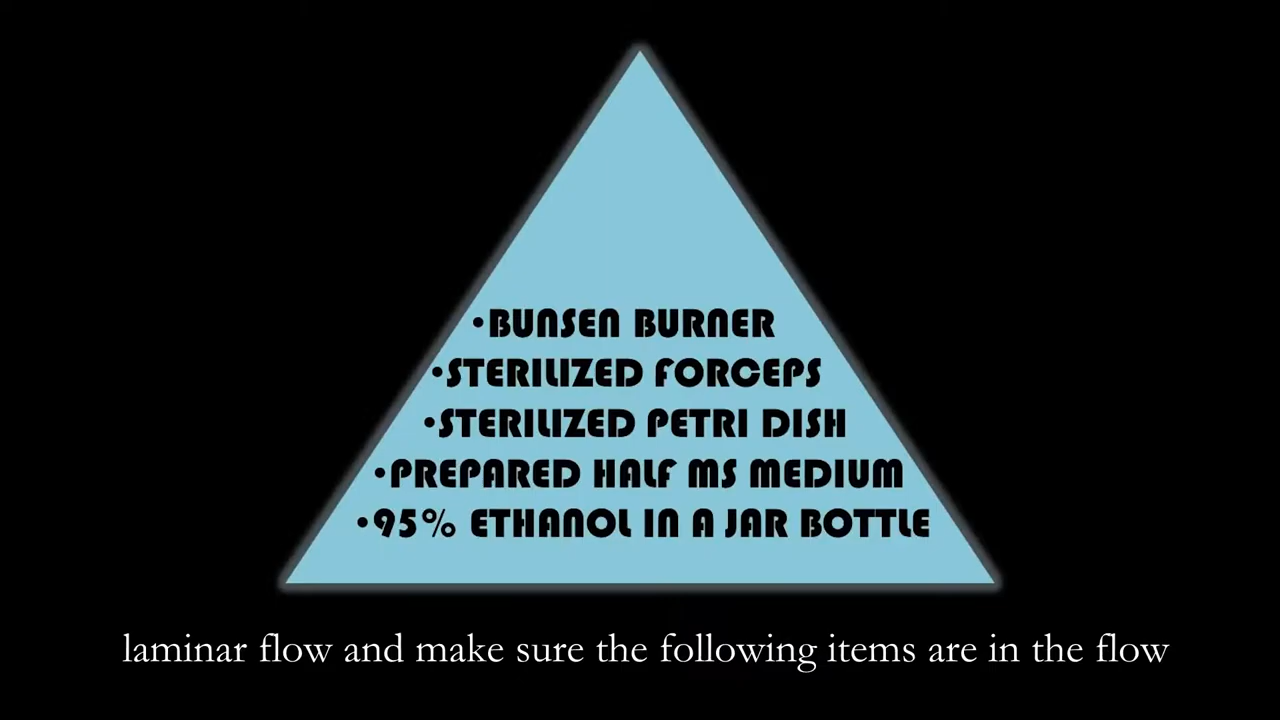 •BUNSEN BURNER
•STERILIZED FORCEPS
•STERILIZED PETRI DISH
•PREPARED HALF MS MEDIUM
•95% ETHANOL IN A JAR BOTTLE
laminar flow and make sure the following items are in the flow